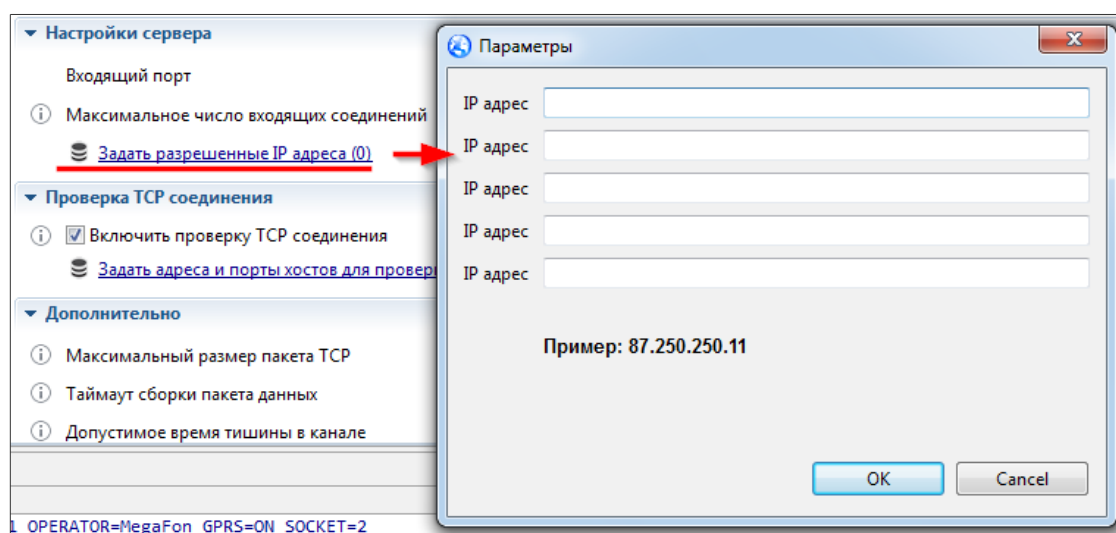 Настройки сервера
Входящий порт
Максимальное число входящих соединений
Задать разрешенные IP адреса (0)
Проверка TCP соединения
Включить проверку TCP соединения
Задать адреса и порты хостов для
Дополнительно
Максимальный размер пакета TCP
Таймаут сборки пакета данных
Допустимое время тишины в канале
OPERATOR=MegaFon GPRS=ON SOCKET=2
Параметры
IP адрес
IP адрес
IP адрес
IP адрес
IP адрес
Пример: 87.250.250.11
OK Cancel